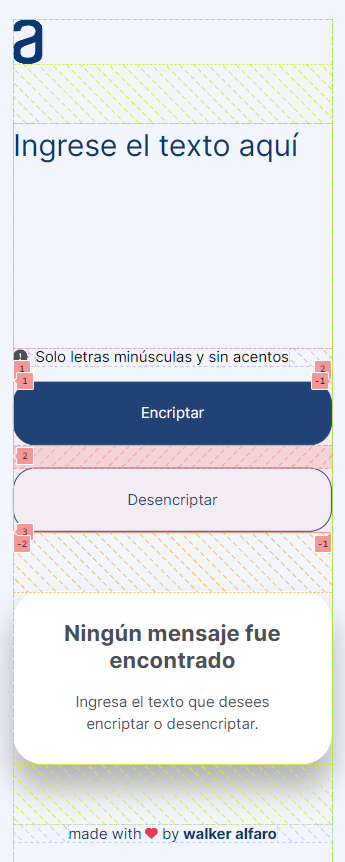 a
Ingrese el texto aquí
Solo letras minúsculas y sin acentos
1 2
1 -1
Encriptar
2
Desencriptar
3
-2 -1
Ningún mensaje fue
encontrado
Ingresa el texto que desees
encriptar o desencriptar.
made with ❤ by walker alfaro